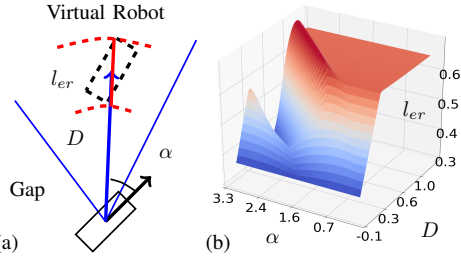 Virtual Robot
l_er
D
α
Gap
(a)
0.6
0.5
l_er
0.4
0.3
3.3
2.4
1.6
0.7
-0.1
α
1.0
0.6
0.3
D
(b)